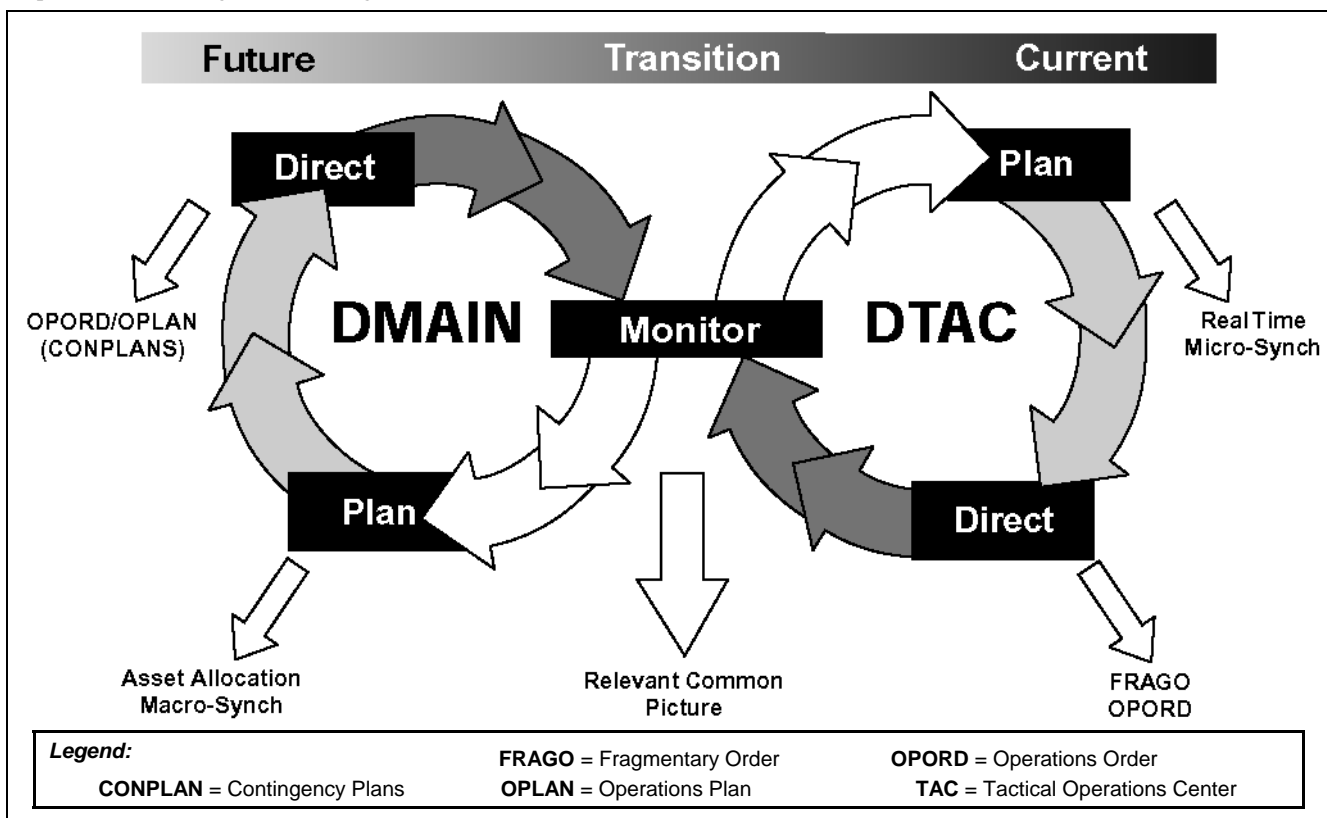 Future Transition Current
Direct
Plan
DMAIN
Monitor
DTAC
OPORD/OPLAN
(CONPLANS)
Real Time
Micro-Synch
Plan
Direct
Asset Allocation
Macro-Synch
Relevant Common
Picture
FRAGO
OPORD
Legend:
CONPLAN = Contingency Plans
FRAGO = Fragmentary Order
OPLAN = Operations Plan
OPORD = Operations Order
TAC = Tactical Operations Center